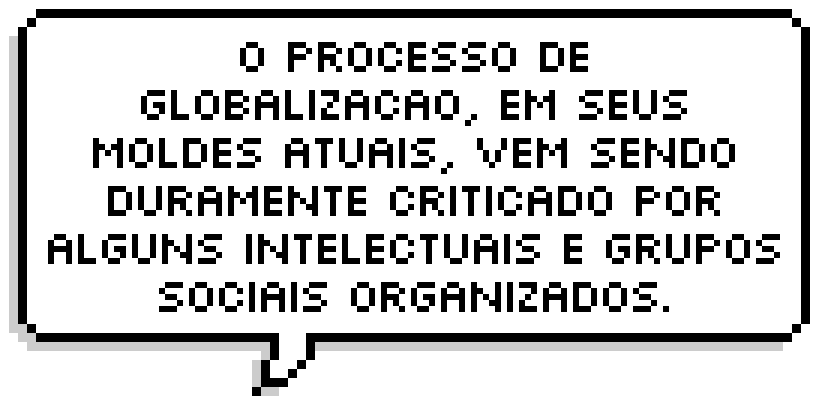 O PROCESSO DE
GLOBALIZACAO, EM SEUS
MOLDES ATUAIS, VEM SENDO
DURAMENTE CRITICADO POR
ALGUNS INTELECTUAIS E GRUPOS
SOCIAIS ORGANIZADOS.